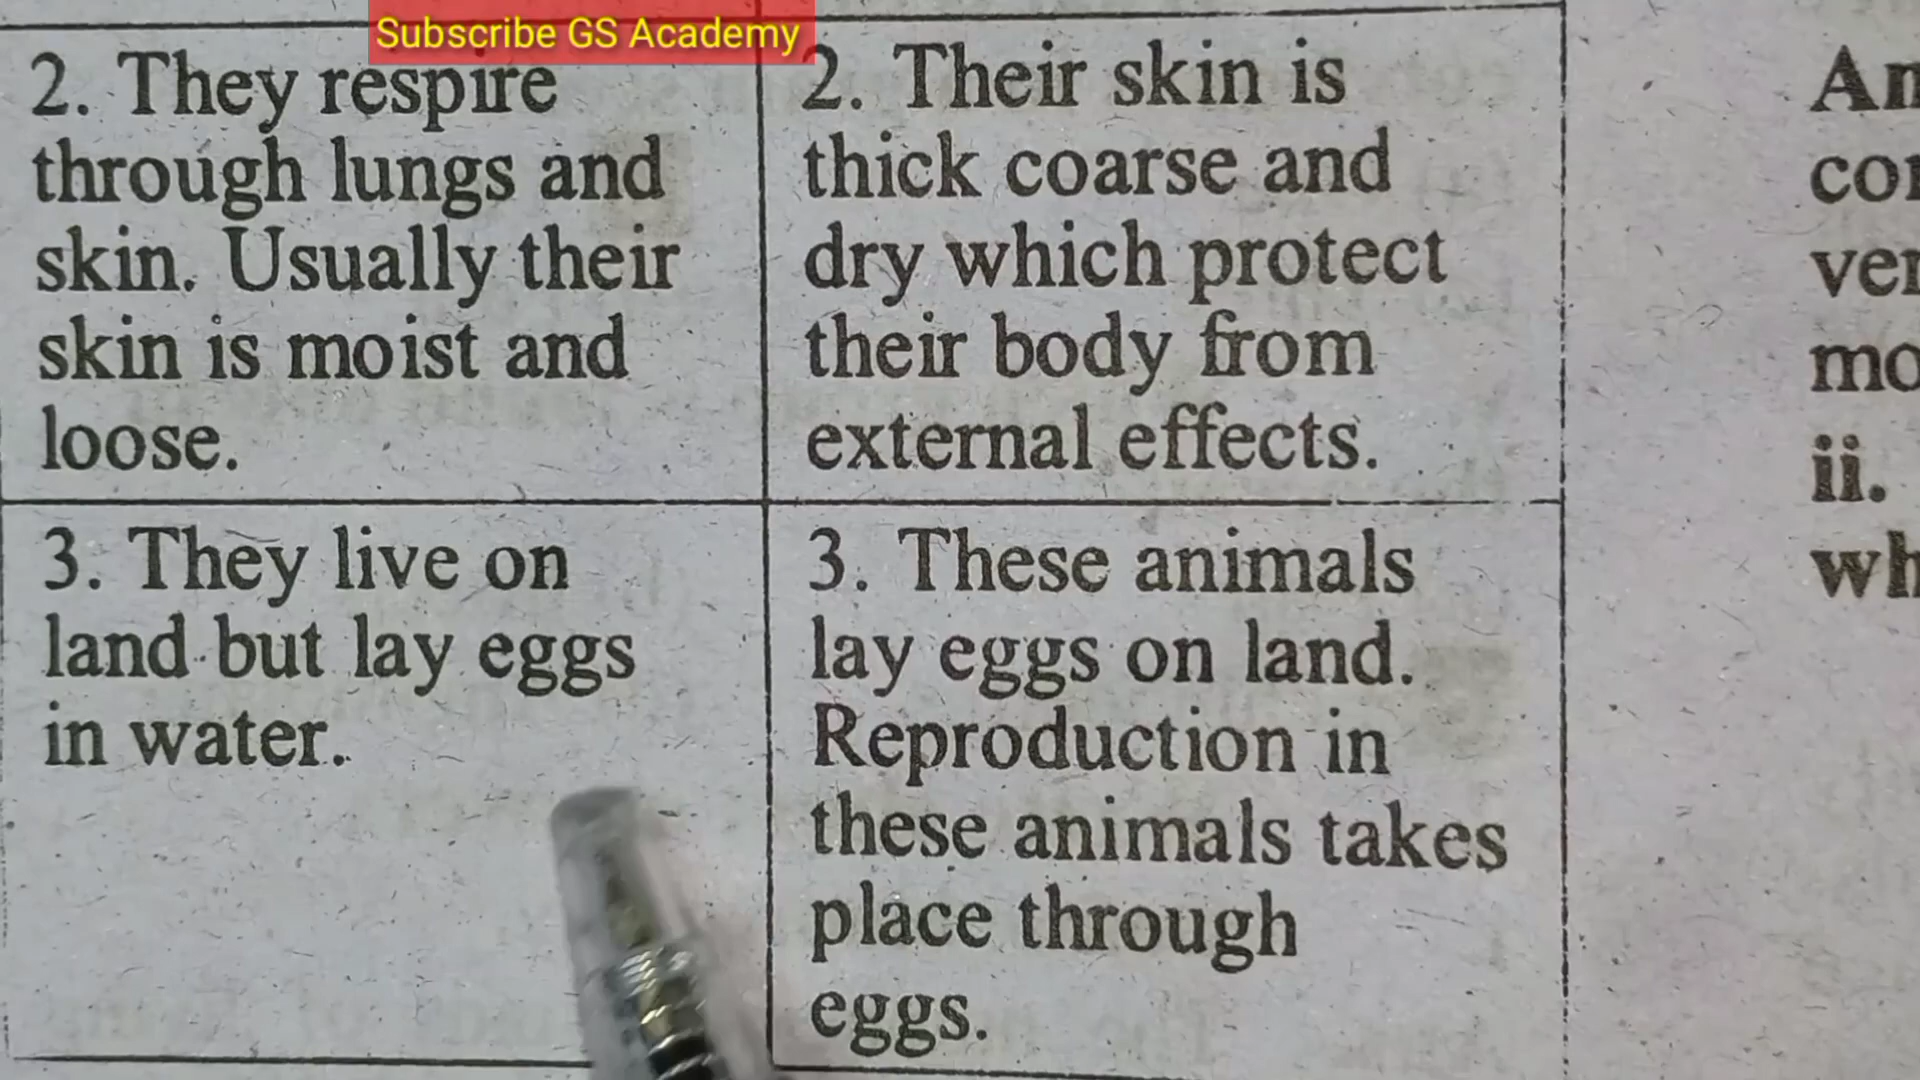 Subscribe GS Academy
2. They respire
through lungs and
skin. Usually their
skin is moist and
loose.
2. Their skin is
thick coarse and
dry which protect
their body from
external effects.
3. They live on
land but lay eggs
in water.
3. These animals
lay eggs on land.
Reproduction in
these animals takes
place through
eggs.
ii.